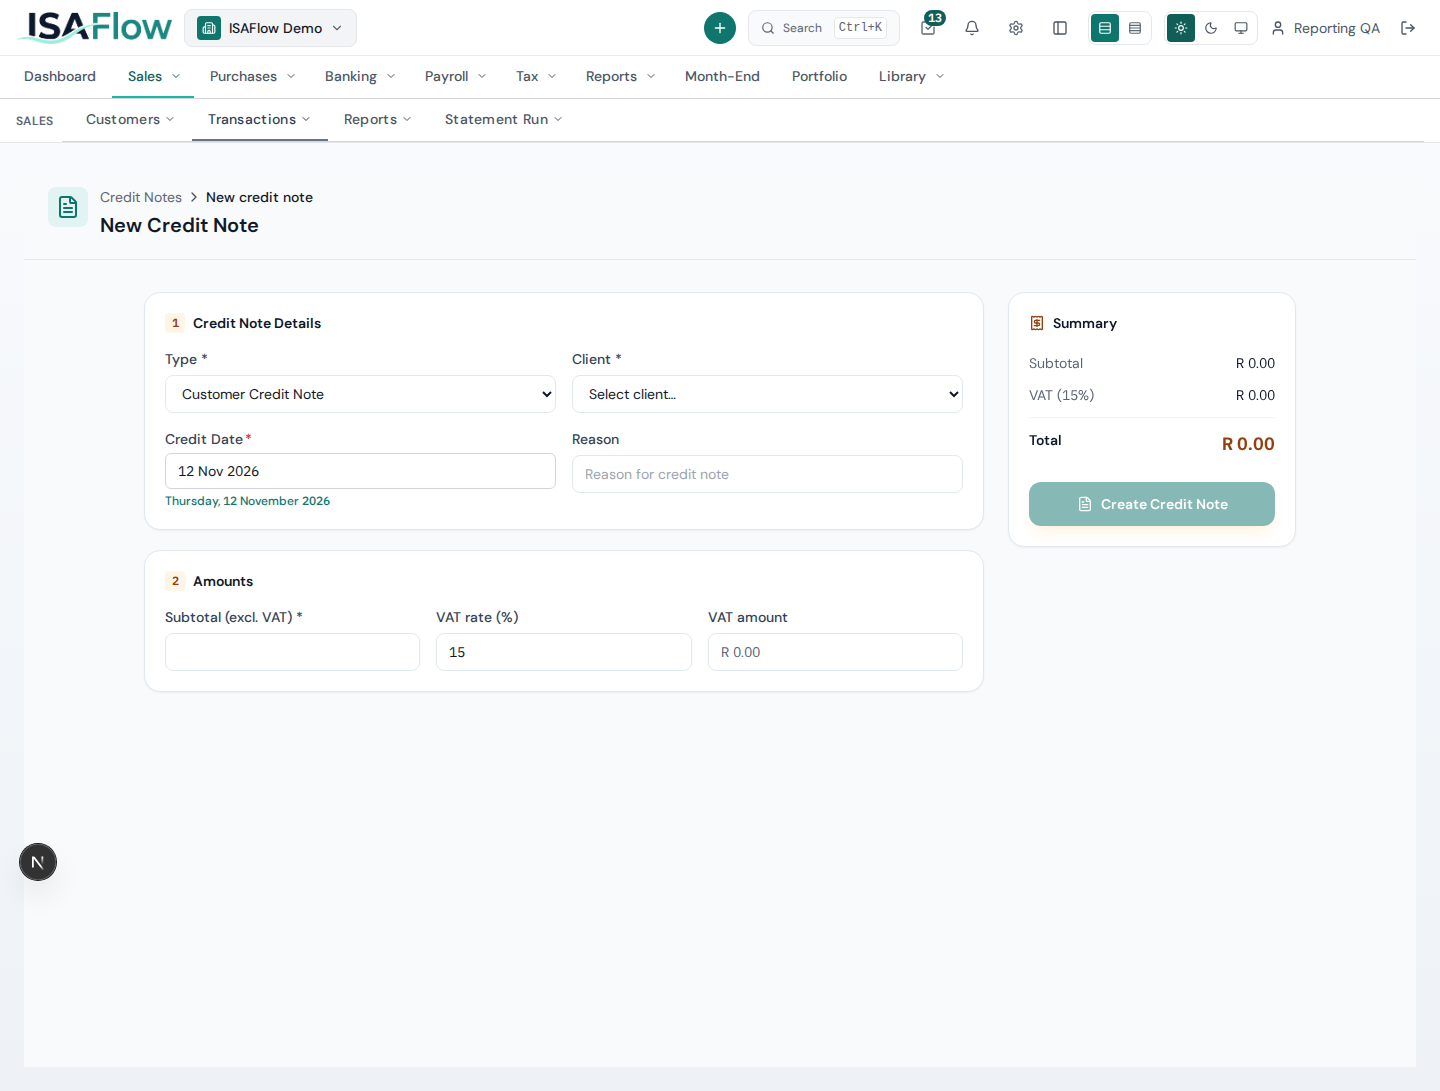 ISAFlow
ISAFlow Demo
Search Ctrl+K
13
Reporting QA
Dashboard Sales Purchases Banking Payroll Tax Reports Month-End Portfolio Library
SALES Customers Transactions Reports Statement Run
Credit Notes New credit note
New Credit Note
1 Credit Note Details
Type *
Client *
Customer Credit Note
Select client...
Credit Date*
Reason
12 Nov 2026
Reason for credit note
Thursday, 12 November 2026
2 Amounts
Subtotal (excl. VAT) *
VAT rate (%)
VAT amount
15
R 0.00
Summary
Subtotal R 0.00
VAT (15%) R 0.00
Total R 0.00
Create Credit Note
N